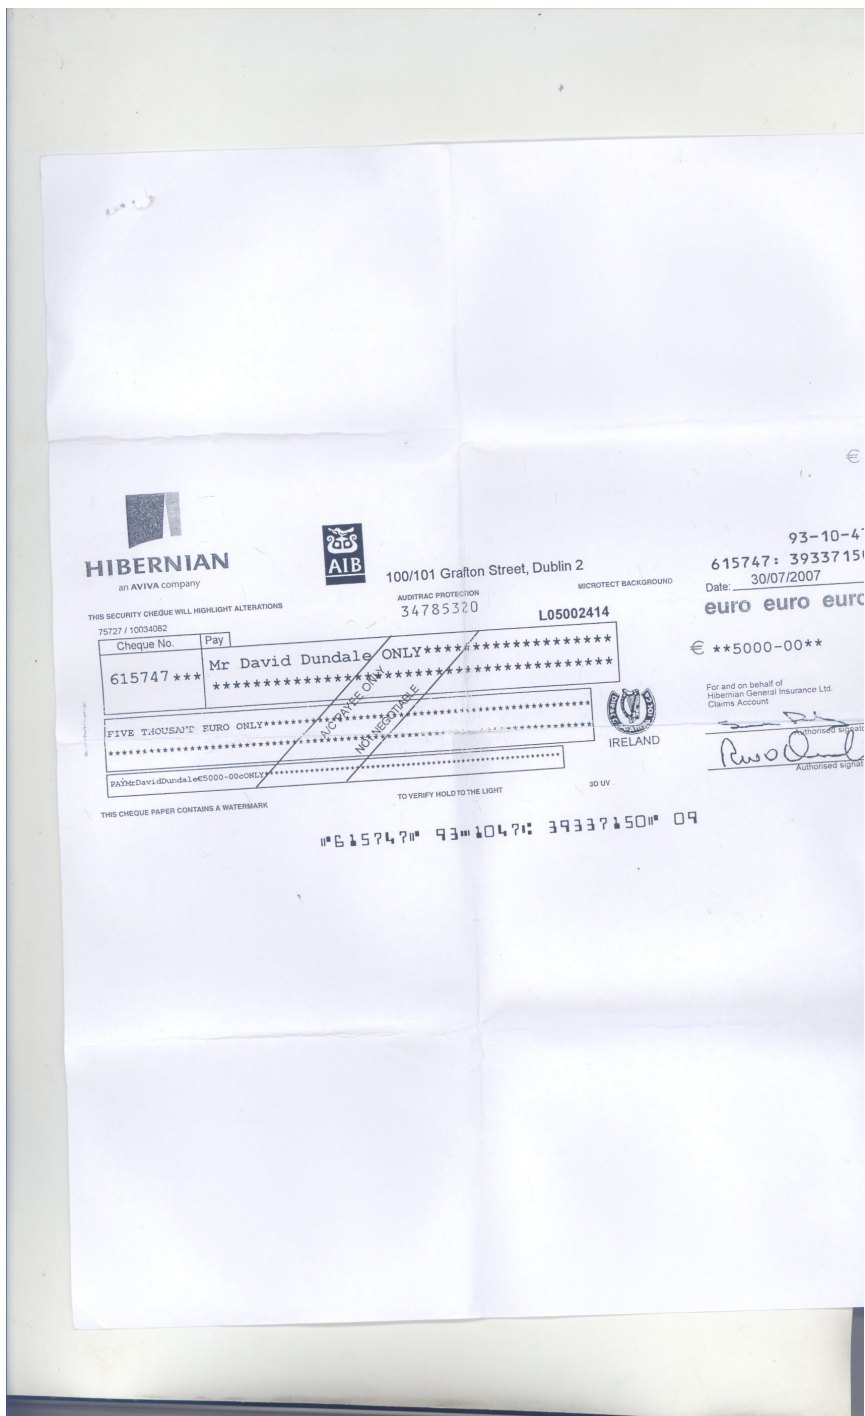 €
HIBERNIAN
an AVIVA company
AIB
100/101 Grafton Street, Dublin 2
93-10-47
615747: 39337150
Date: 30/07/2007
THIS SECURITY CHEQUE WILL HIGHLIGHT ALTERATIONS
AUDITRAC PROTECTION
MICROTECT BACKGROUND
34785320
euro euro euro
75727 / 10034082
L05002414
Cheque No.
Pay
615747 ***
Mr David Dundale ONLY******************
**************************************
€ **5000-00**
A/C PAYEE ONLY
NOT NEGOTIABLE
For and on behalf of
Hibernian General Insurance Ltd.
Claims Account
FIVE THOUSAND EURO ONLY**********************************************
IRELAND
Authorised signato
Authorised signat
PAYMrDavidDundale€5000-00cONLY**************************************************
THIS CHEQUE PAPER CONTAINS A WATERMARK
TO VERIFY HOLD TO THE LIGHT
3D UV
⑈615747⑈ 93⑉1047⑆ 39337150⑈ 09